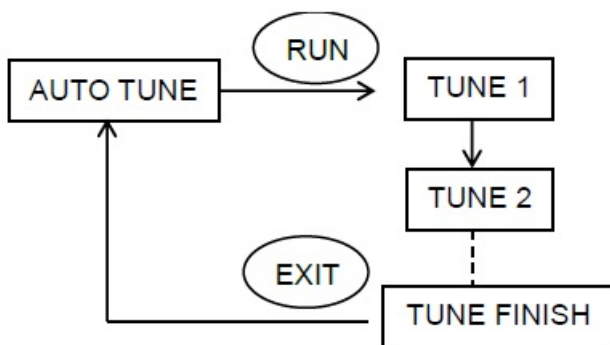 RUN
AUTO TUNE
TUNE 1
TUNE 2
EXIT
TUNE FINISH